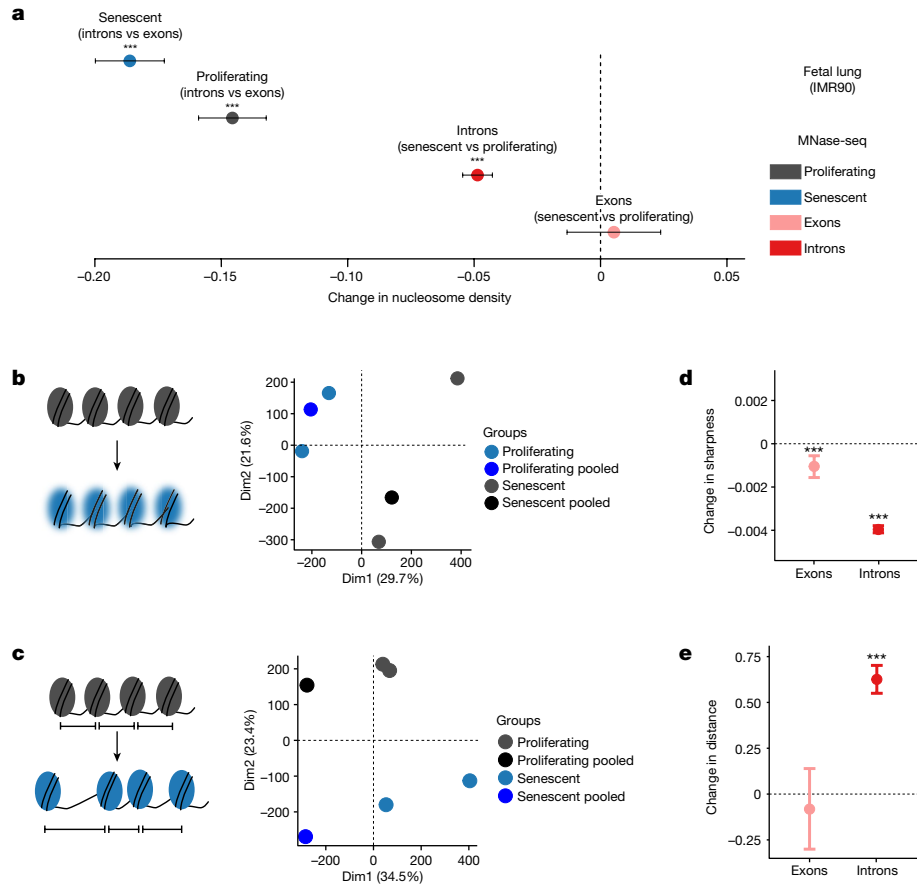 a
Senescent
(introns vs exons)
***
Proliferating
(introns vs exons)
***
Introns
(senescent vs proliferating)
***
Exons
(senescent vs proliferating)
−0.20
−0.15
−0.10
−0.05
0
0.05
Change in nucleosome density
Fetal lung
(IMR90)
MNase-seq
Proliferating
Senescent
Exons
Introns
b
200
100
0
−100
−200
−300
Dim2 (21.6%)
−200
0
200
400
Dim1 (29.7%)
Groups
Proliferating
Proliferating pooled
Senescent
Senescent pooled
d
0.002
0
−0.002
−0.004
Change in sharpness
***
***
Exons
Introns
c
200
100
0
−100
−200
Dim2 (23.4%)
−200
0
200
400
Dim1 (34.5%)
Groups
Proliferating
Proliferating pooled
Senescent
Senescent pooled
e
0.75
0.50
0.25
0
−0.25
Change in distance
***
Exons
Introns